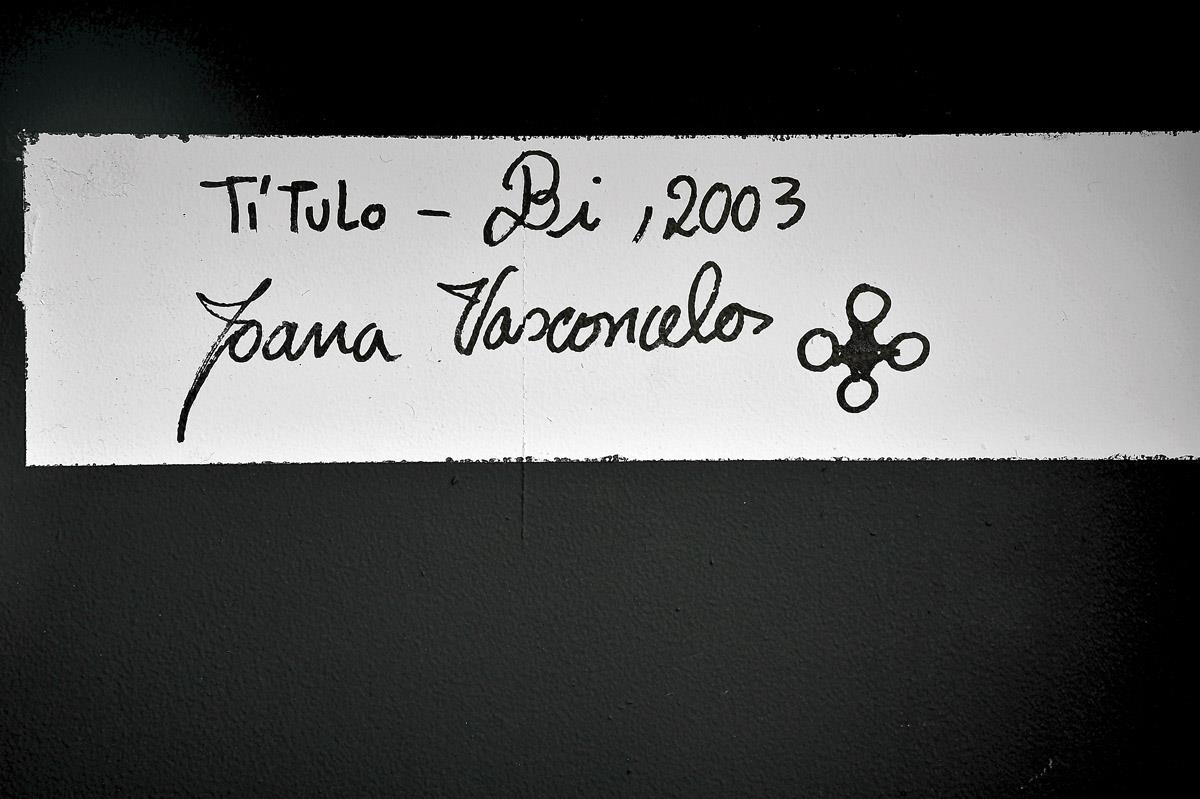 Título - Bi, 2003
Joana Vasconcelos